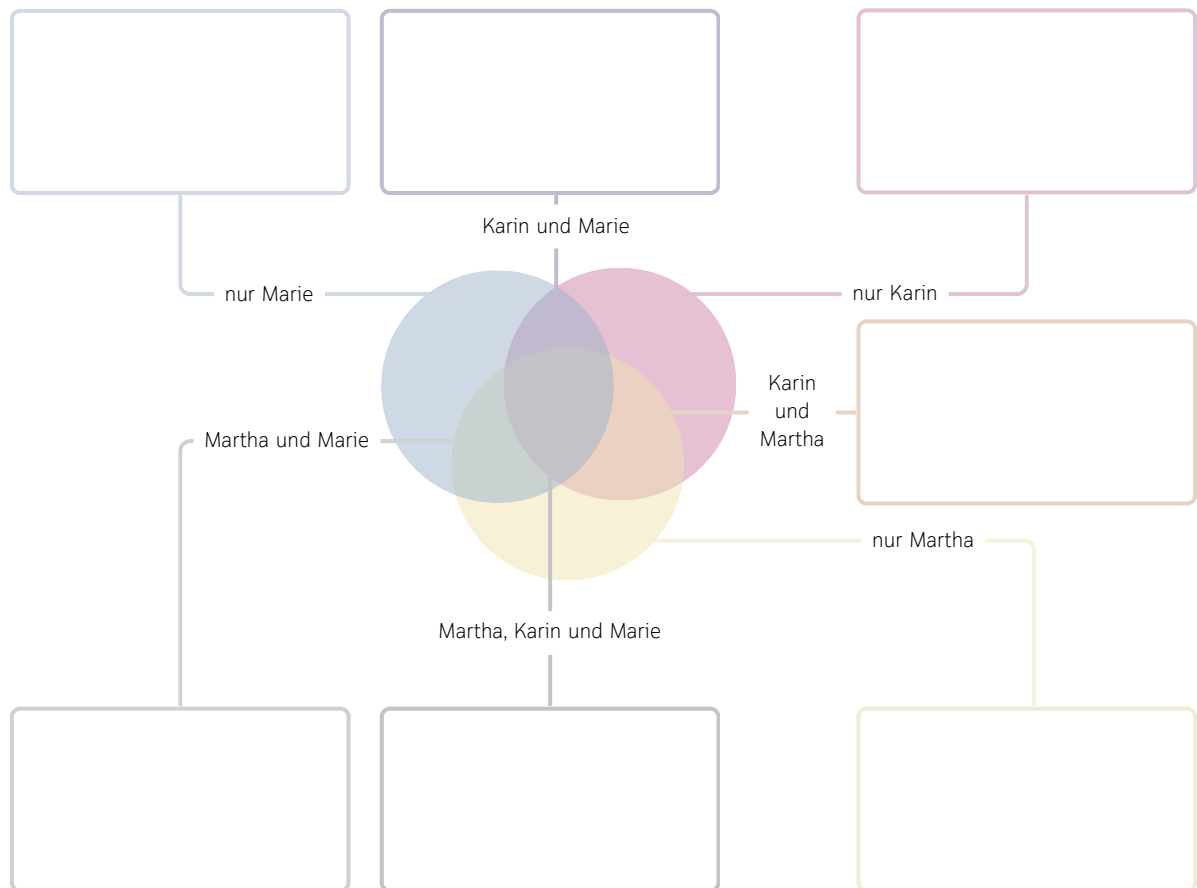 Karin und Marie
nur Marie
nur Karin
Karin
und
Martha
Martha und Marie
nur Martha
Martha, Karin und Marie